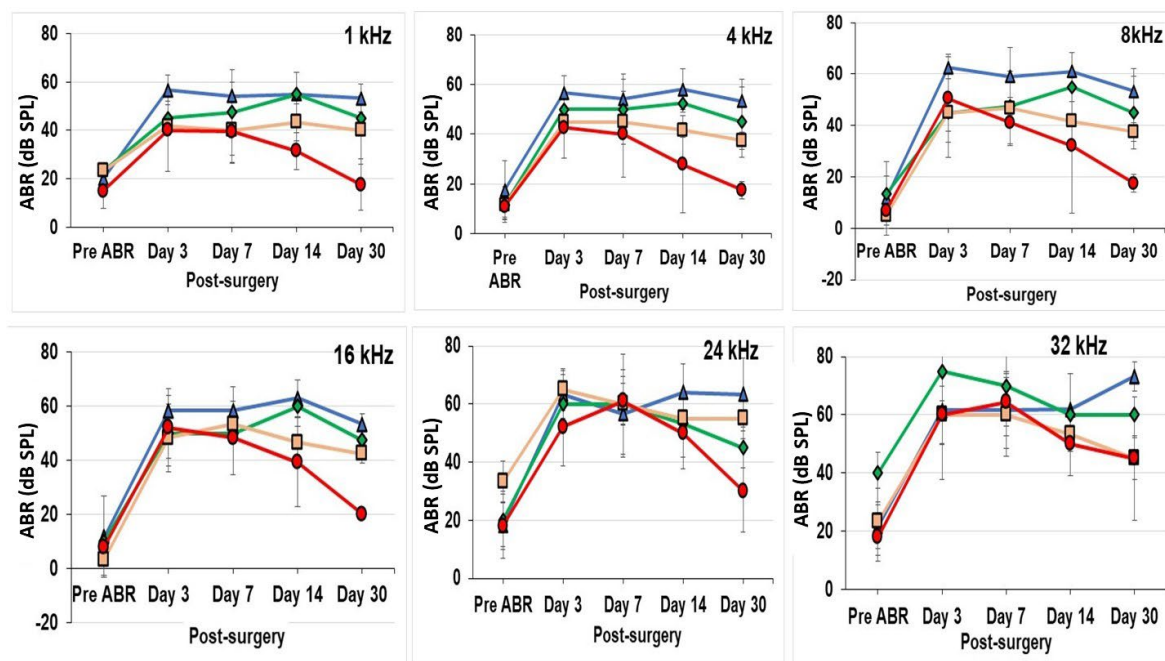 1 kHz
80
60
40
20
0
ABR (dB SPL)
Pre ABR Day 3 Day 7 Day 14 Day 30
Post-surgery
4 kHz
80
60
40
20
0
ABR (dB SPL)
Pre
ABR
Day 3 Day 7 Day 14 Day 30
Post-surgery
8kHz
80
60
40
20
0
-20
ABR (dB SPL)
Pre ABR Day 3 Day 7 Day 14 Day 30
Post-surgery
16 kHz
80
60
40
20
0
-20
ABR (dB SPL)
Pre ABR Day 3 Day 7 Day 14 Day 30
Post-surgery
24 kHz
80
60
40
20
0
ABR (dB SPL)
Pre ABR Day 3 Day 7 Day 14 Day 30
Post-surgery
32 kHz
80
60
40
20
0
ABR (dB SPL)
Pre ABR Day 3 Day 7 Day 14 Day 30
Post-surgery